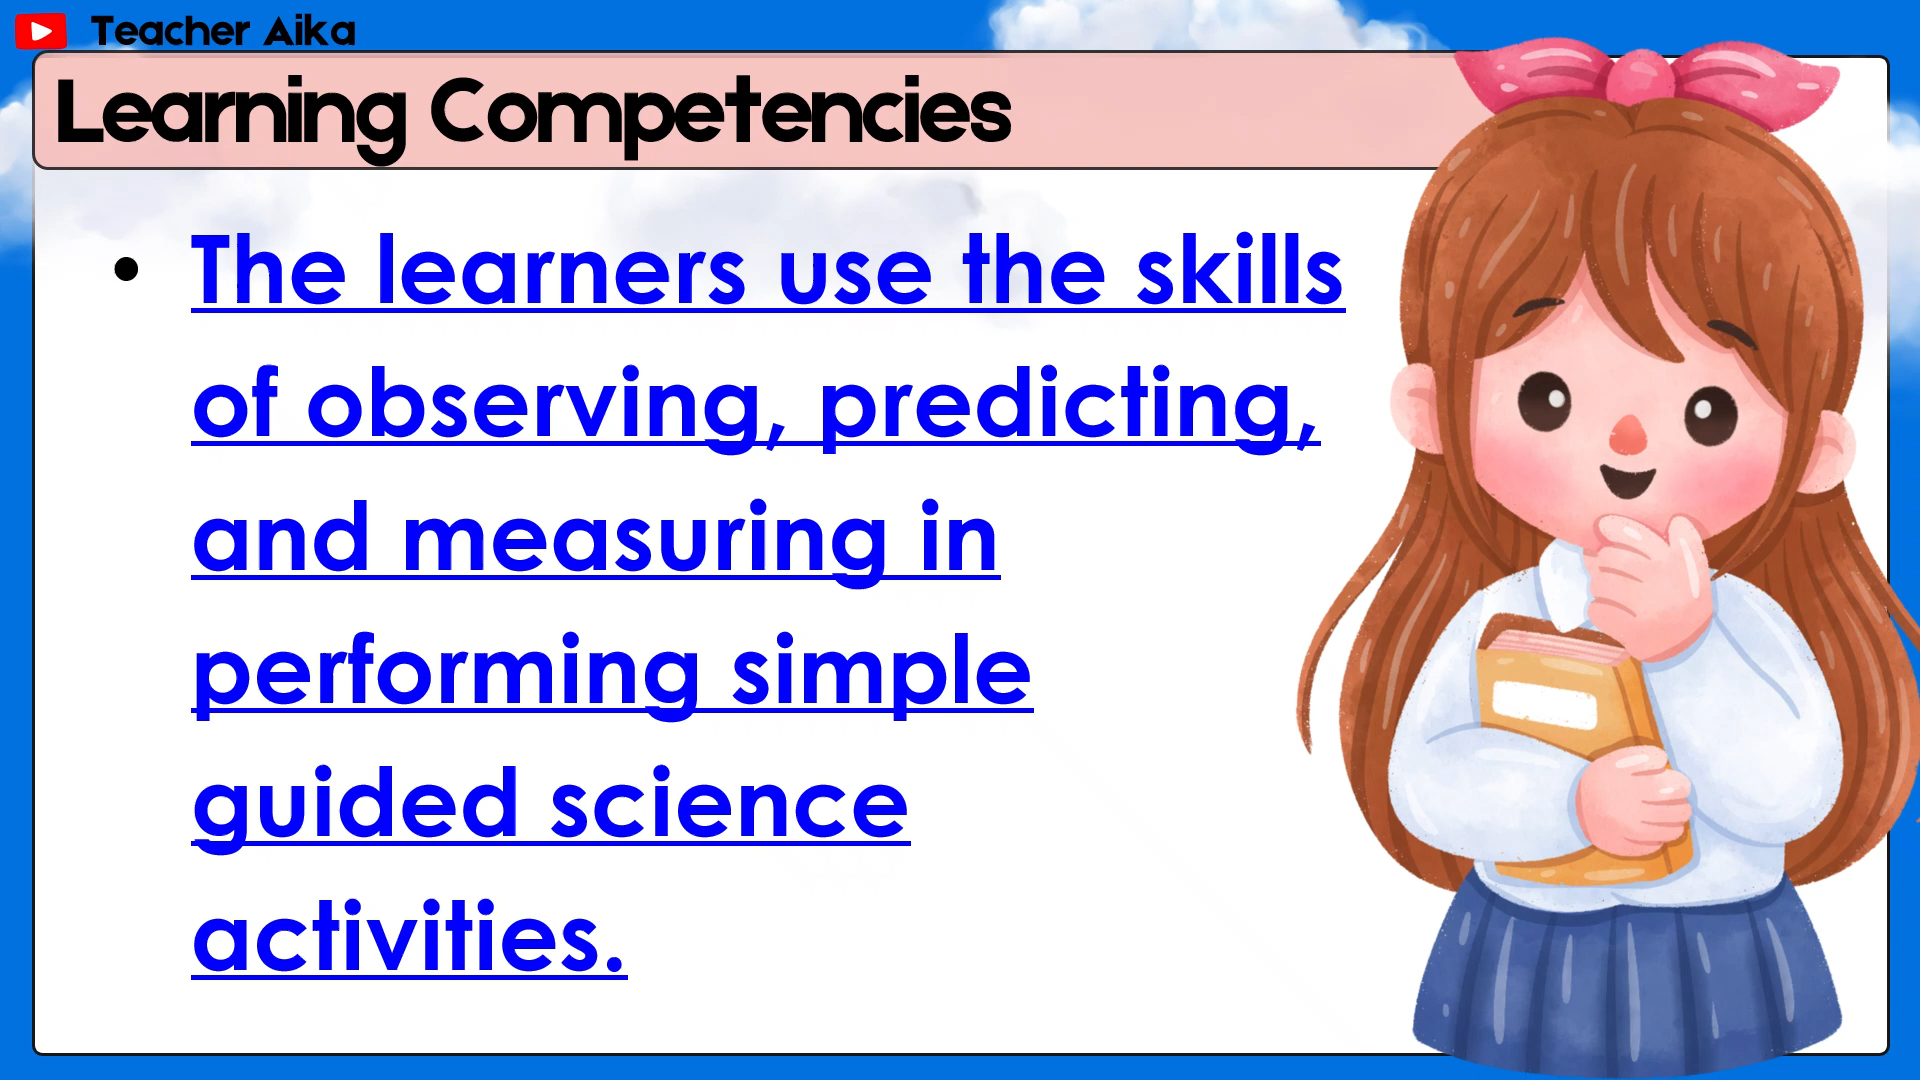 Teacher Aika
Learning Competencies
• The learners use the skills
of observing, predicting,
and measuring in
performing simple
guided science
activities.